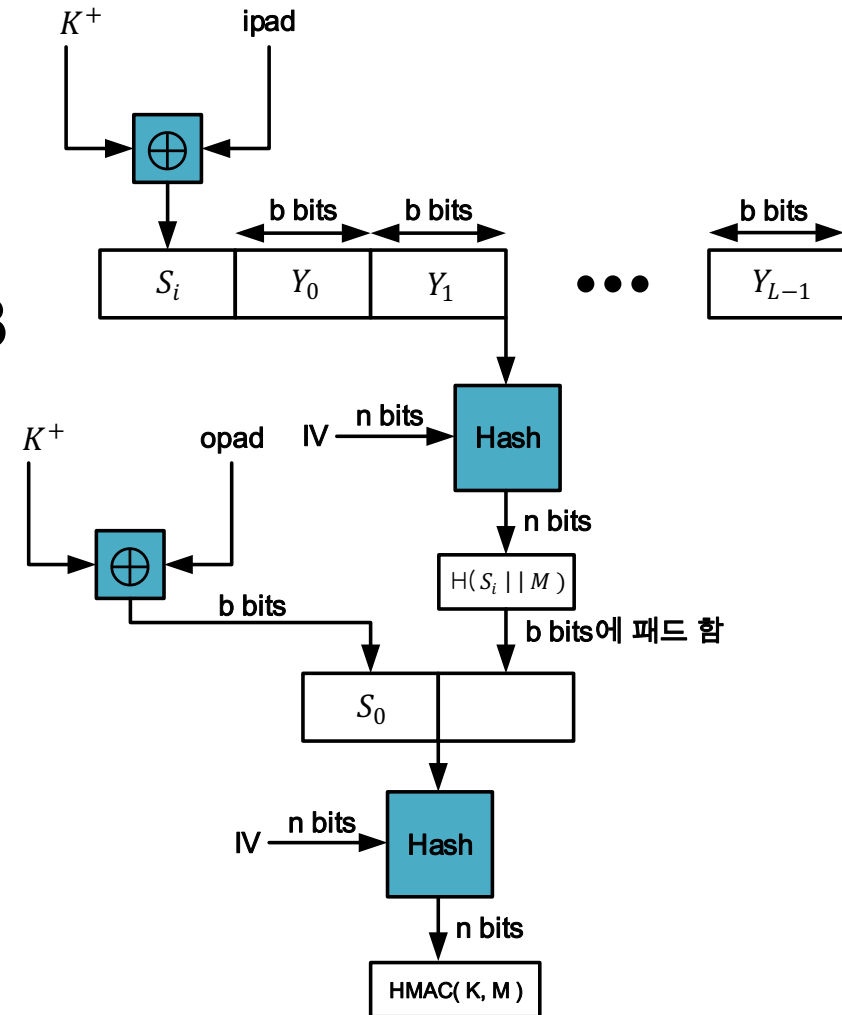 K⁺ ipad
⊕
b bits b bits b bits
Sᵢ Y₀ Y₁ ••• Y_{L−1}
n bits
IV Hash
K⁺ opad
n bits
⊕
H(Sᵢ || M)
b bits
b bits에 패드 함
S₀
n bits
IV Hash
n bits
HMAC( K, M )